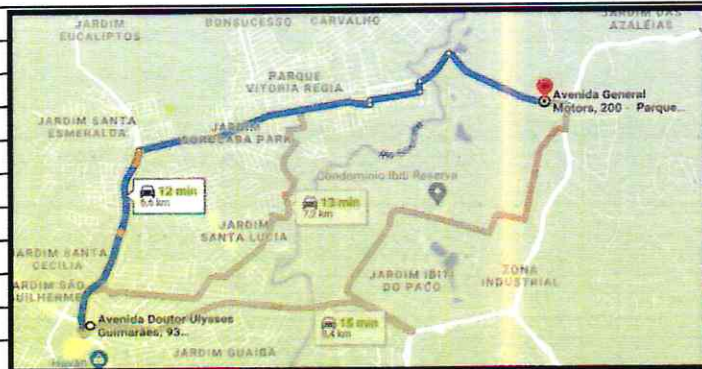 JARDIM
EUCALIPTOS
BONSUCESSO
CARVALHO
JARDIM DAS
AZALÉIAS
PARQUE
VITÓRIA RÉGIA
Avenida General
Motors, 200 - Parque...
JARDIM SANTA
ESMERALDA
JARDIM
SOROCABA PARK
Condomínio Ibiti Reserva
12 min
6,6 km
13 min
7,2 km
JARDIM
SANTA LUCIA
JARDIM SANTA
CECÍLIA
JARDIM SÃO
GUILHERME
JARDIM IBITI
DO PAÇO
ZONA
INDUSTRIAL
Avenida Doutor Ulysses
Guimarães, 93...
15 min
9,4 km
JARDIM GUAÍBA
Havan